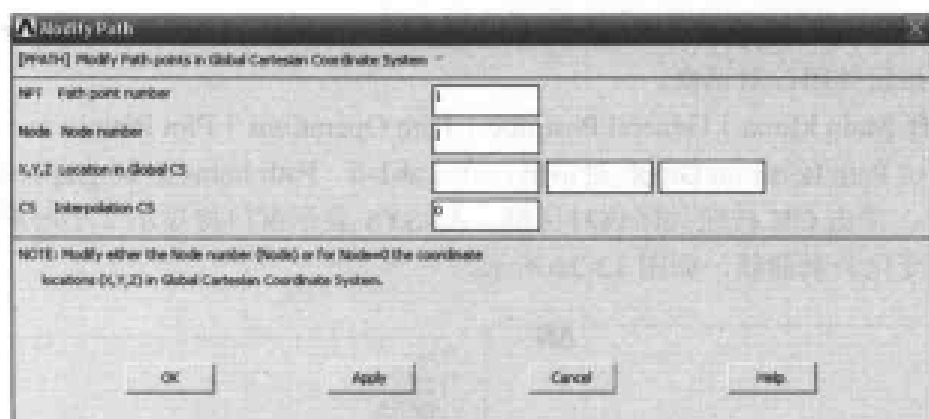 Modify Path
[PPATH] Modify Path points in Global Cartesian Coordinate System
NPT Path point number
1
Node Node number
X,Y,Z Location in Global CS
CS Interpolation CS
0
NOTE: Modify either the Node number (Node) or for Node=0 the coordinate
locations (X,Y,Z) in Global Cartesian Coordinate System.
OK Apply Cancel Help